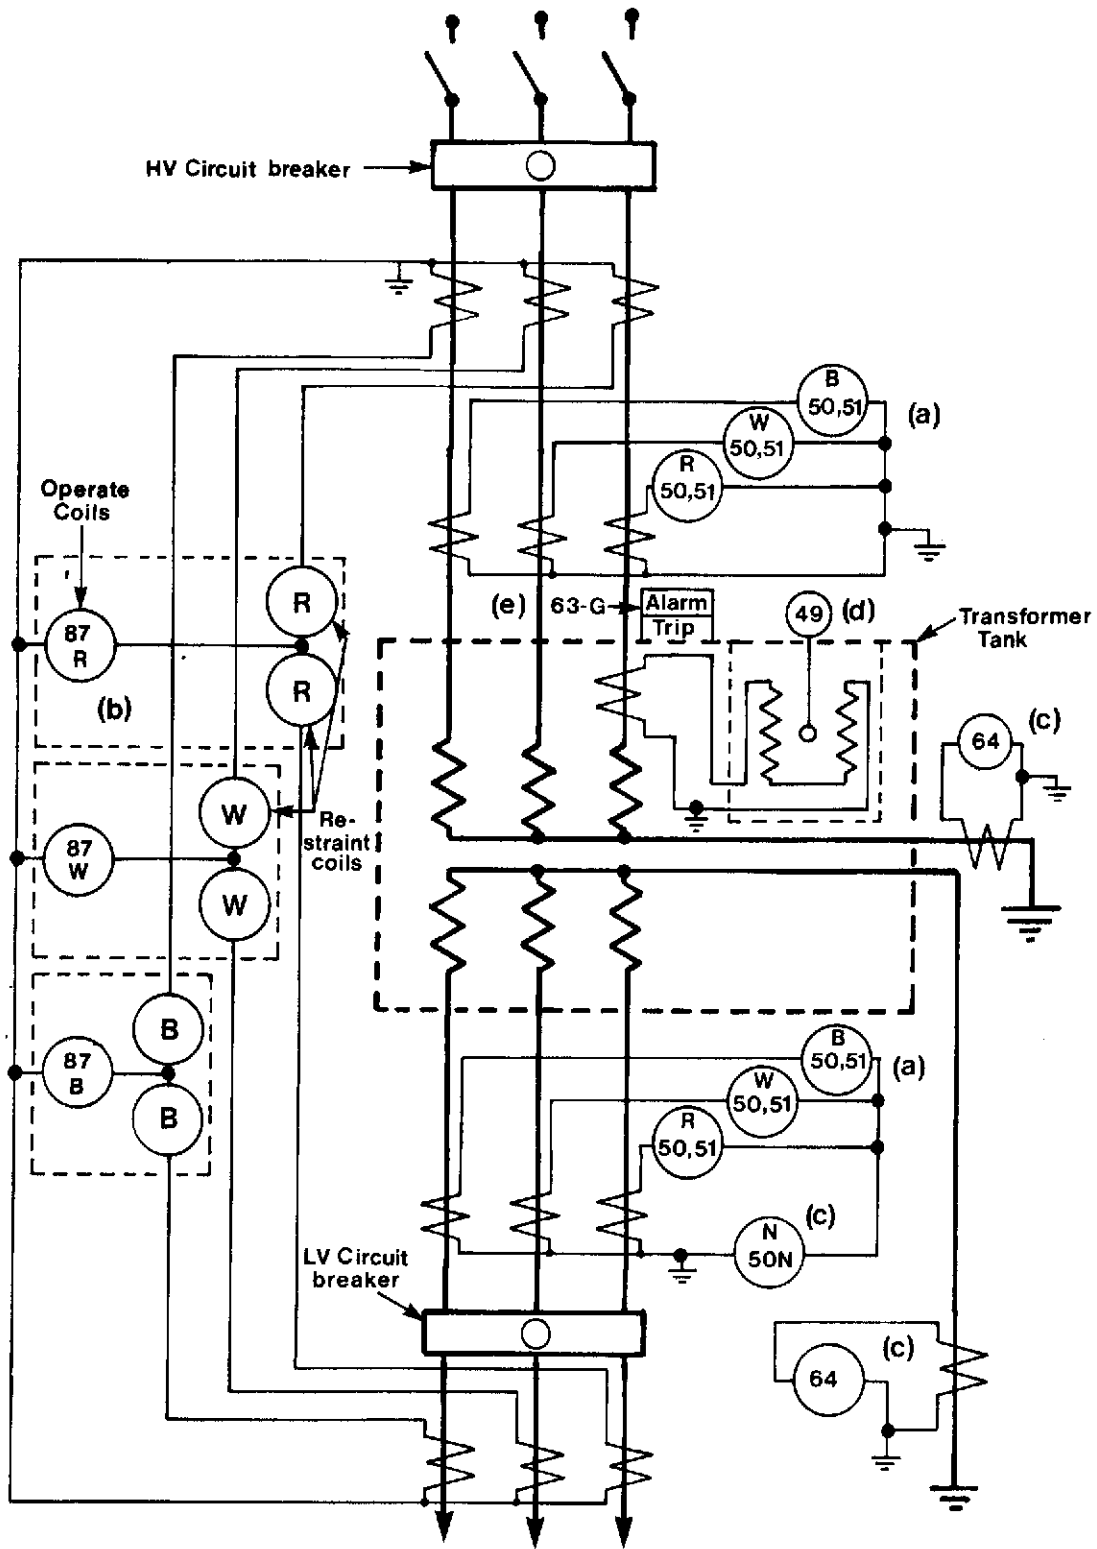 HV Circuit breaker
B
50,51
(a)
W
50,51
R
50,51
Operate
Coils
(e)
63-G
Alarm
Trip
49
(d)
Transformer
Tank
R
87
R
R
(b)
(c)
64
W
Re-
straint
coils
87
W
W
B
87
B
B
B
50,51
(a)
W
50,51
R
50,51
(c)
N
50N
LV Circuit
breaker
(c)
64